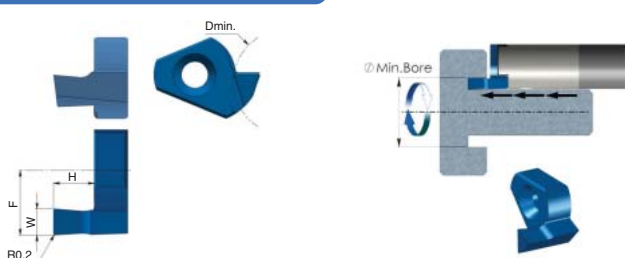 Dmin.
∅ Min.Bore
H
F
W
R0.2